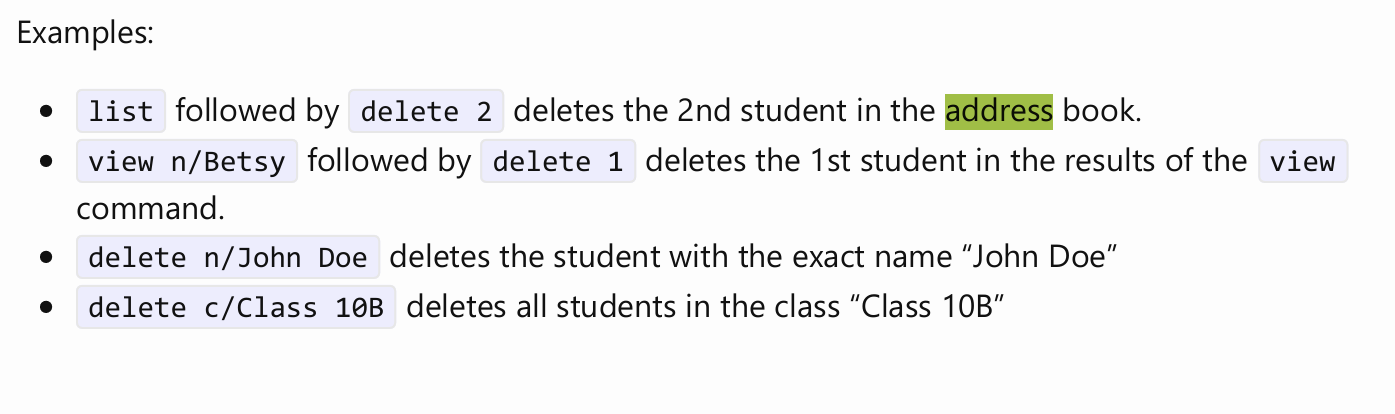 Examples:
list followed by delete 2 deletes the 2nd student in the address book.
view n/Betsy followed by delete 1 deletes the 1st student in the results of the view
command.
delete n/John Doe deletes the student with the exact name “John Doe”
delete c/Class 10B deletes all students in the class “Class 10B”